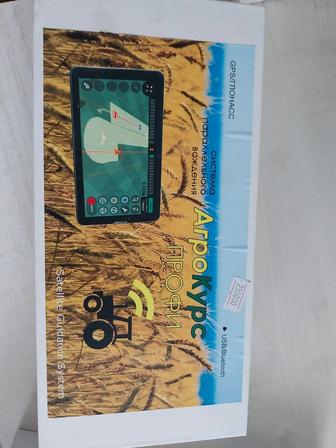 GPS/ГЛОНАСС
система
параллельного
вождения
АгроКурс
ПРОФИ
USB/Bluetooth
Satellite Guidance System